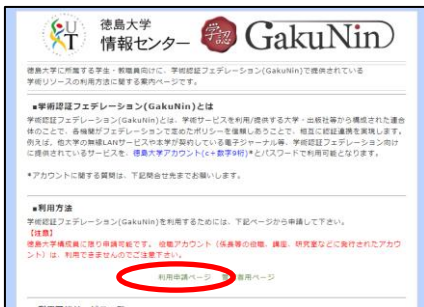 徳島大学
情報センター
学認 GakuNin
徳島大学に所属する学生・教職員向けに、学術認証フェデレーション(GakuNin)で提供されている
学術リソースの利用方法に関する案内ページです。
■学術認証フェデレーション(GakuNin)とは
学術認証フェデレーション(GakuNin)とは、学術サービスを利用/提供する大学・出版社等から構成された連合
体のことで、各機関がフェデレーションで定めたポリシーを信頼しあうことで、相互に認証連携を実現します。
例えば、他大学の無線LANサービスや本学が契約している電子ジャーナル等、学術認証フェデレーション向け
に提供されているサービスを、徳島大学アカウント(c+数字9桁)*とパスワードで利用可能となります。
*アカウントに関する質問は、下記問合せ先までお願いします。
■利用方法
学術認証フェデレーション(GakuNin)を利用するためには、下記ページから申請して下さい。
【注意】
徳島大学構成員に限り申請可能です。 役職アカウント(係長等の役職、講座、研究室などに発行されたアカウ
ント)は、利用できませんのでご注意下さい。
利用申請ページ 専用ページ